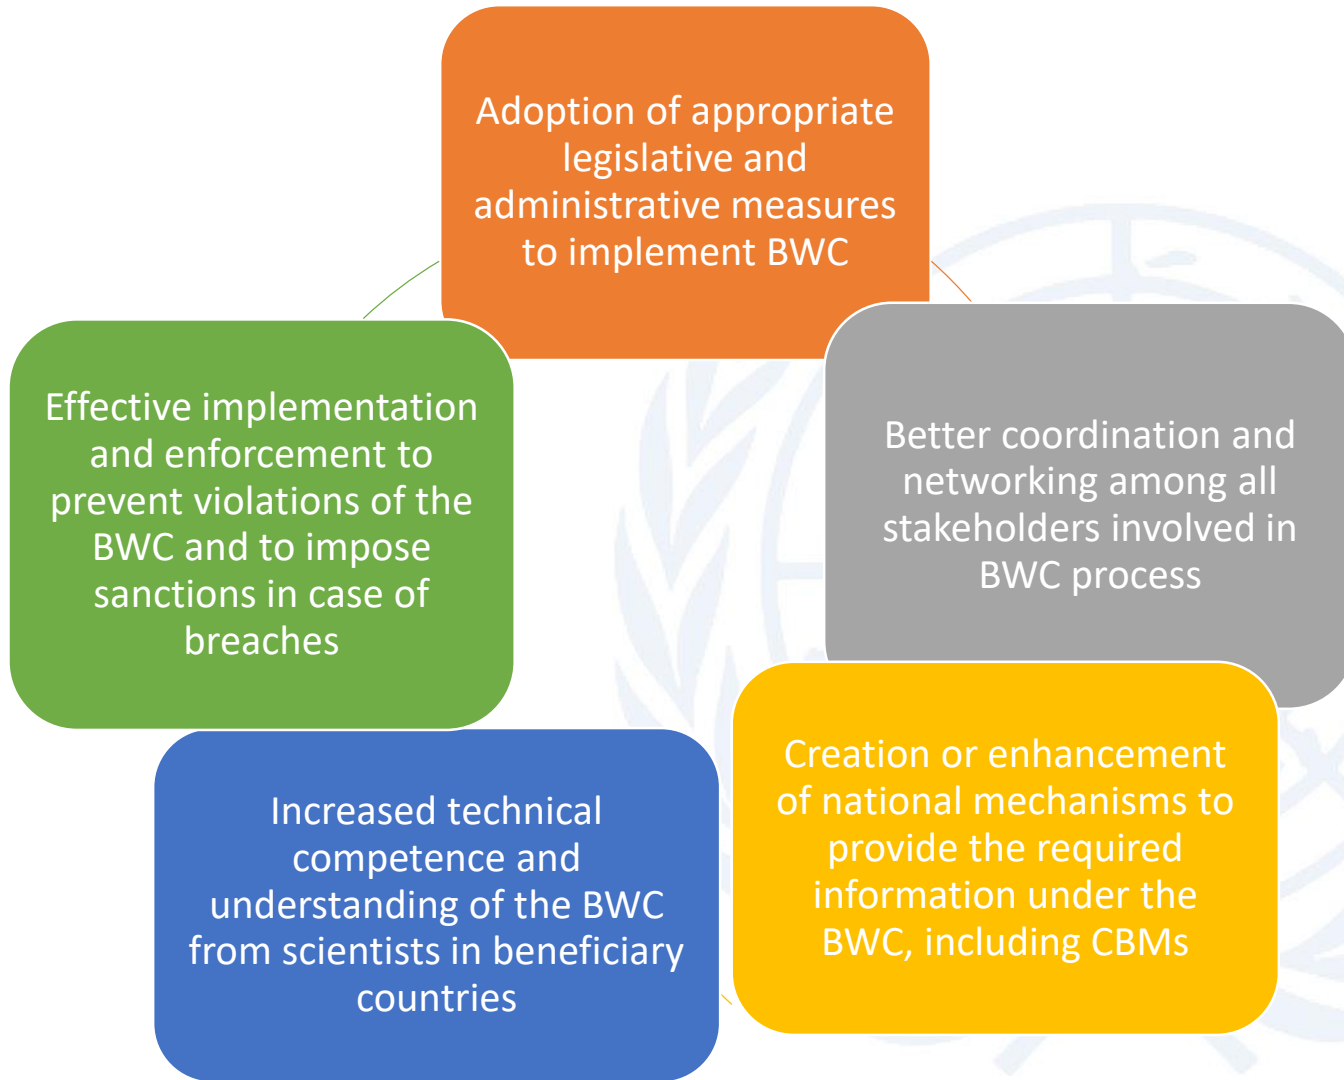 Adoption of appropriate
legislative and
administrative measures
to implement BWC
Better coordination and
networking among all
stakeholders involved in
BWC process
Creation or enhancement
of national mechanisms to
provide the required
information under the
BWC, including CBMs
Increased technical
competence and
understanding of the BWC
from scientists in beneficiary
countries
Effective implementation
and enforcement to
prevent violations of the
BWC and to impose
sanctions in case of
breaches